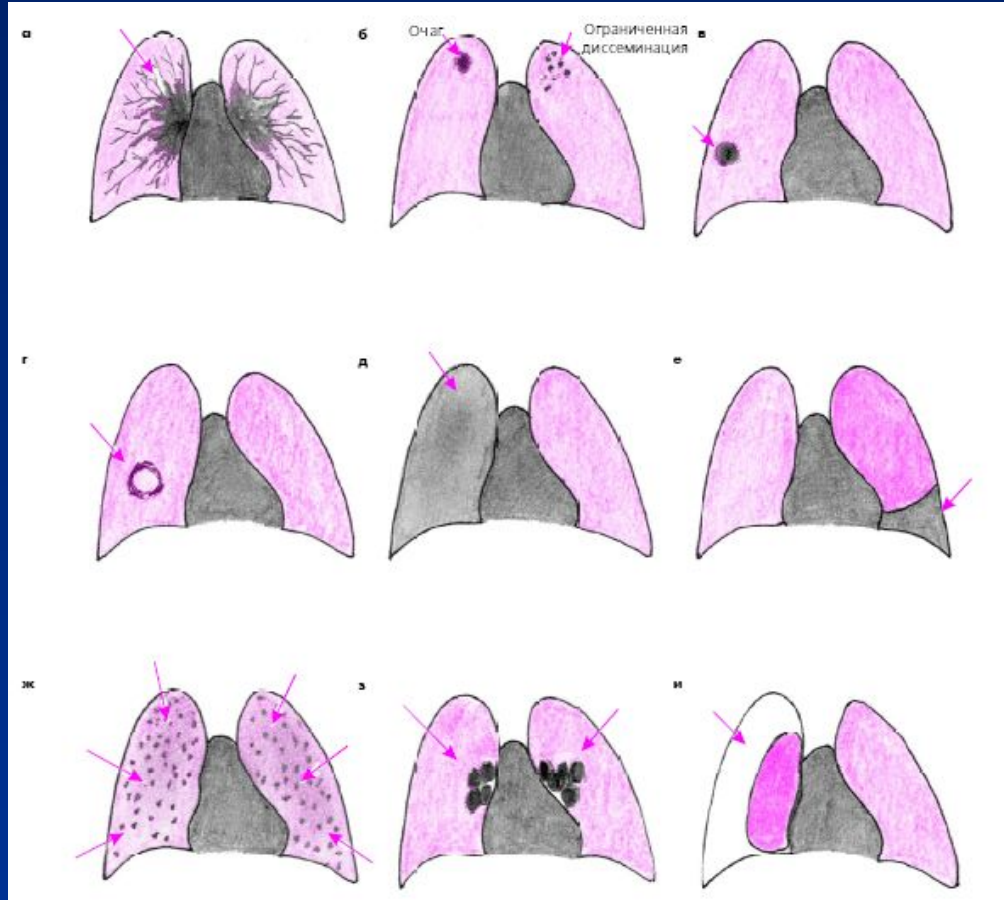 а
б
Очаг
Ограниченная
диссеминация
в
г
д
е
ж
з
и